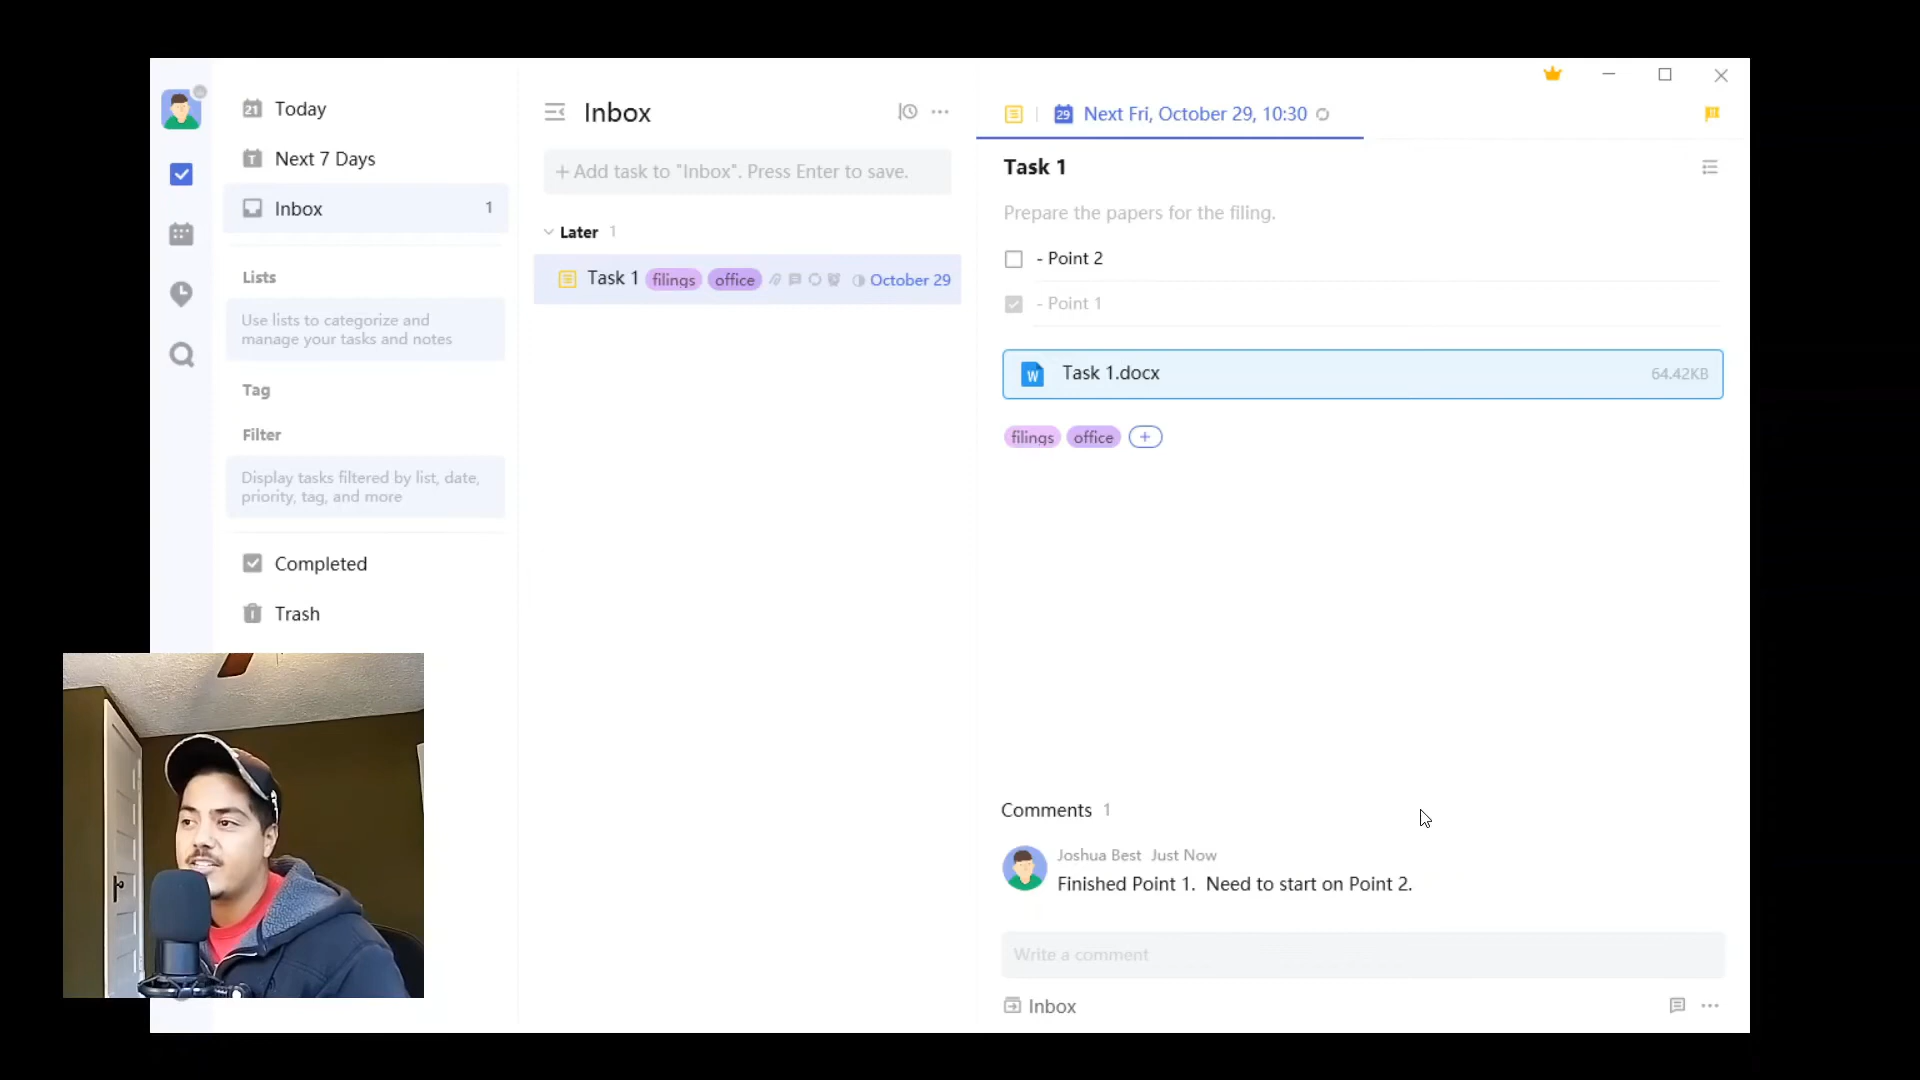 21 Today
T Next 7 Days
Inbox 1
Lists
Use lists to categorize and
manage your tasks and notes
Tag
Filter
Display tasks filtered by list, date,
priority, tag, and more
Completed
Trash
Inbox
+ Add task to "Inbox". Press Enter to save.
Later 1
Task 1 filings office October 29
29 Next Fri, October 29, 10:30
Task 1
Prepare the papers for the filing.
- Point 2
- Point 1
W Task 1.docx 64.42KB
filings office +
Comments 1
Joshua Best Just Now
Finished Point 1. Need to start on Point 2.
Write a comment
Inbox